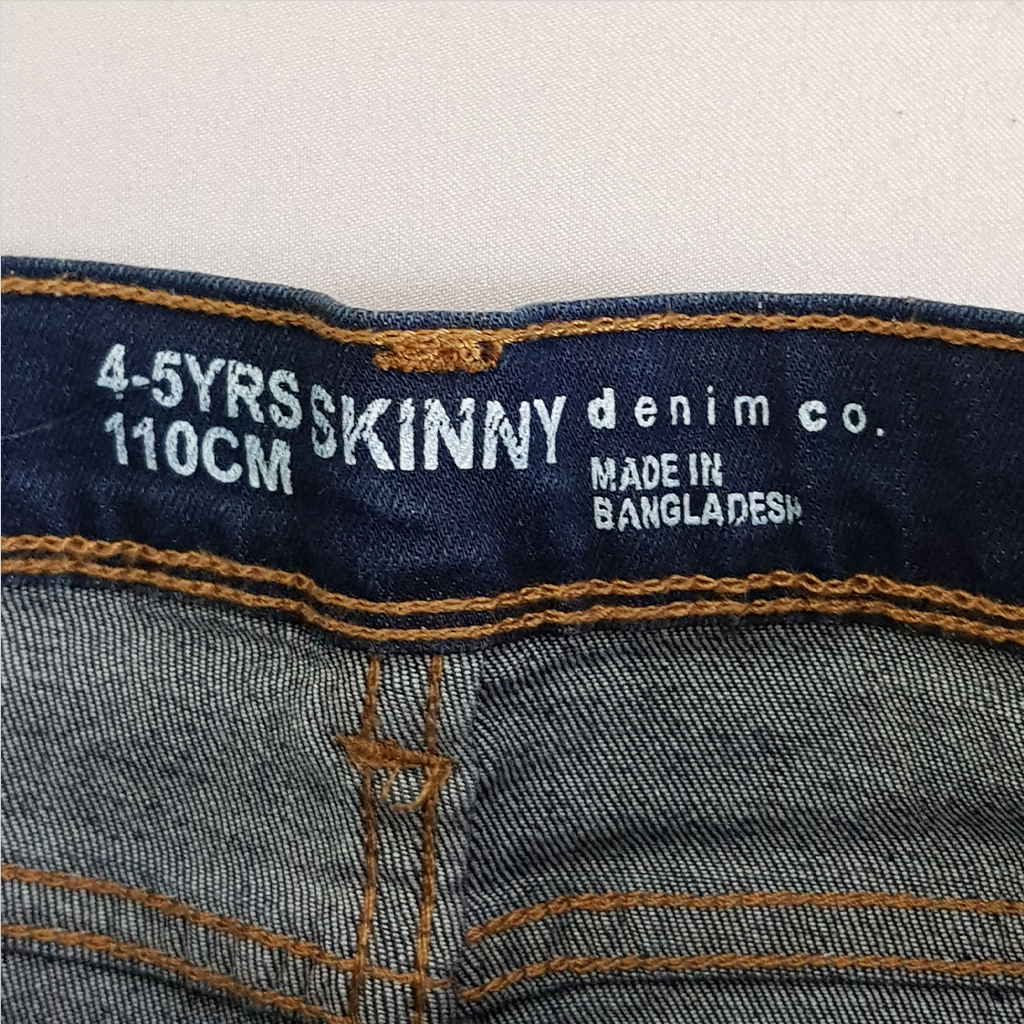 4-5YRS
110CM
SKINNY
denim co.
MADE IN
BANGLADESH